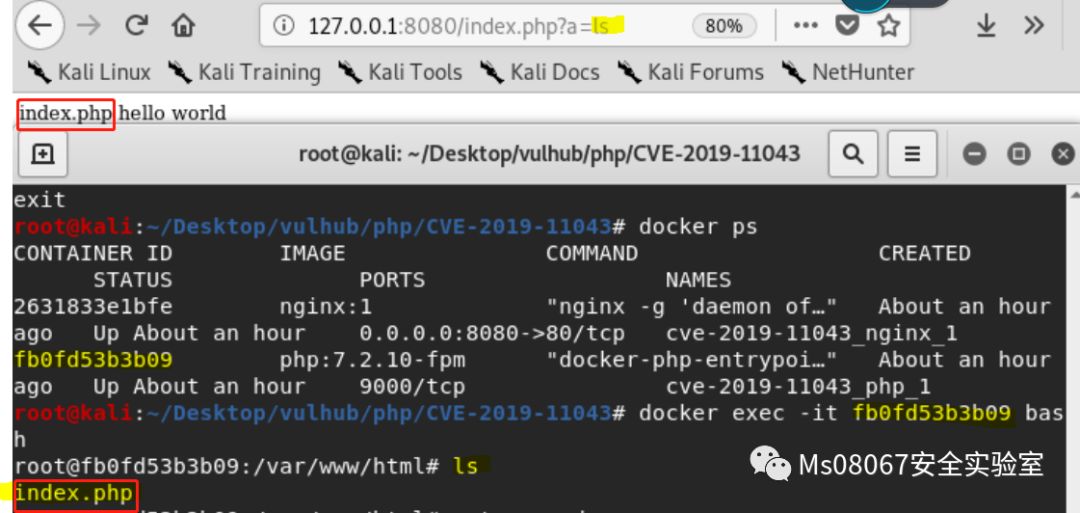 127.0.0.1:8080/index.php?a=ls 80%
Kali Linux Kali Training Kali Tools Kali Docs Kali Forums NetHunter
index.php hello world
root@kali: ~/Desktop/vulhub/php/CVE-2019-11043
exit
root@kali:~/Desktop/vulhub/php/CVE-2019-11043# docker ps
CONTAINER ID IMAGE COMMAND CREATED
STATUS PORTS NAMES
2631833e1bfe nginx:1 "nginx -g 'daemon of…" About an hour
ago Up About an hour 0.0.0.0:8080->80/tcp cve-2019-11043_nginx_1
fb0fd53b3b09 php:7.2.10-fpm "docker-php-entrypoi…" About an hour
ago Up About an hour 9000/tcp cve-2019-11043_php_1
root@kali:~/Desktop/vulhub/php/CVE-2019-11043# docker exec -it fb0fd53b3b09 bas
h
root@fb0fd53b3b09:/var/www/html# ls
Ms08067安全实验室
index.php